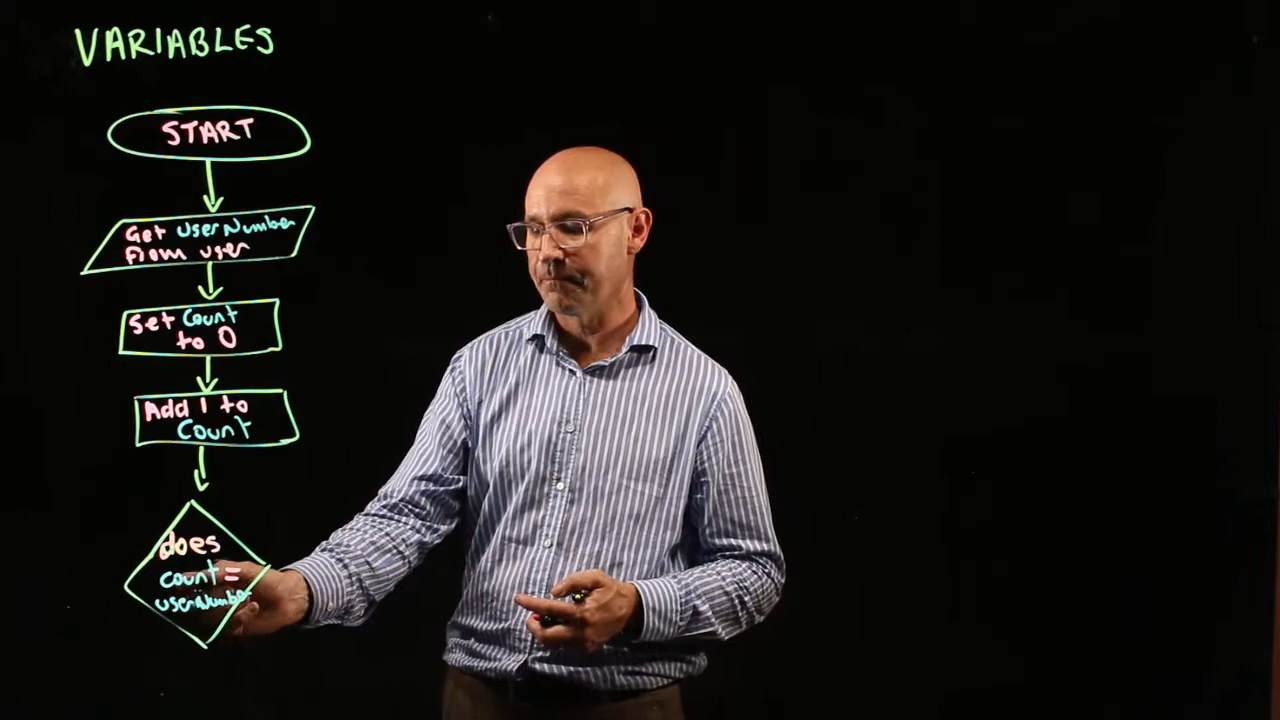 VARIABLES
START
Get UserNumber
From user
Set Count
to 0
Add 1 to
Count
does
count =
userNumber